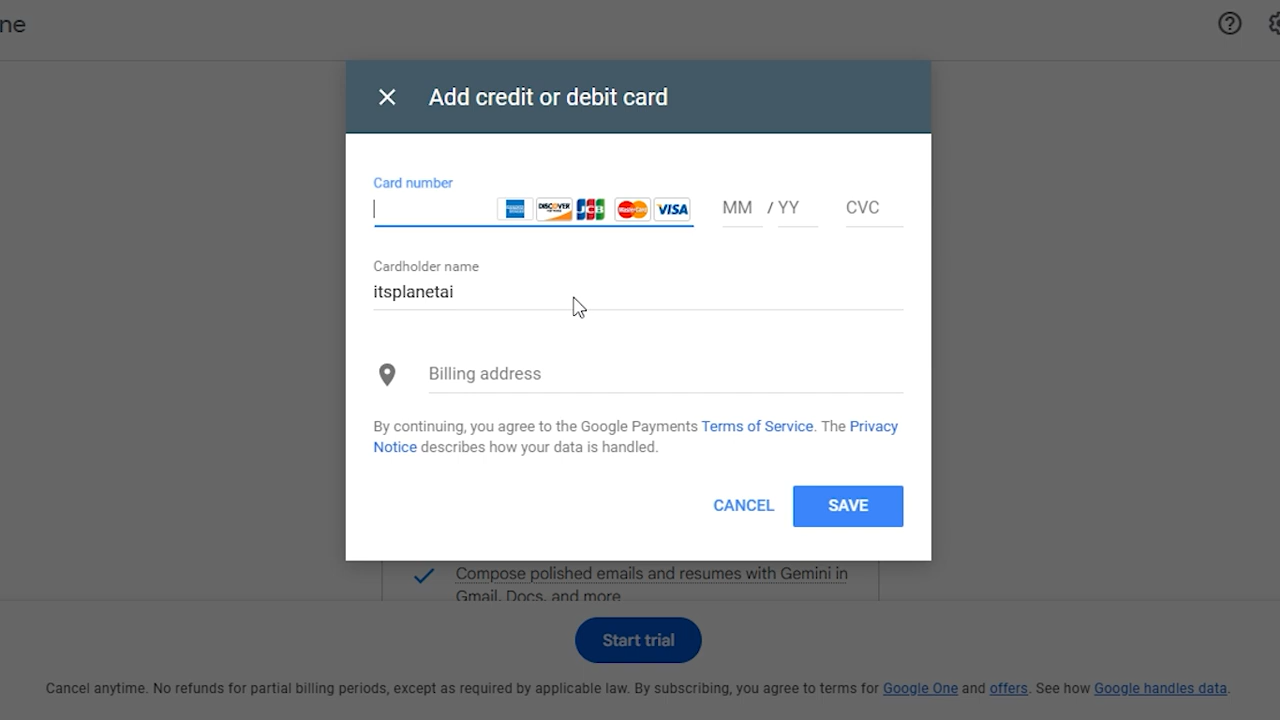 ne
Add credit or debit card
Card number
DISCOVER JCB MasterCard VISA MM / YY CVC
Cardholder name
itsplanetai
Billing address
By continuing, you agree to the Google Payments Terms of Service. The Privacy
Notice describes how your data is handled.
CANCEL SAVE
Compose polished emails and resumes with Gemini in
Gmail, Docs, and more
Start trial
Cancel anytime. No refunds for partial billing periods, except as required by applicable law. By subscribing, you agree to terms for Google One and offers. See how Google handles data.